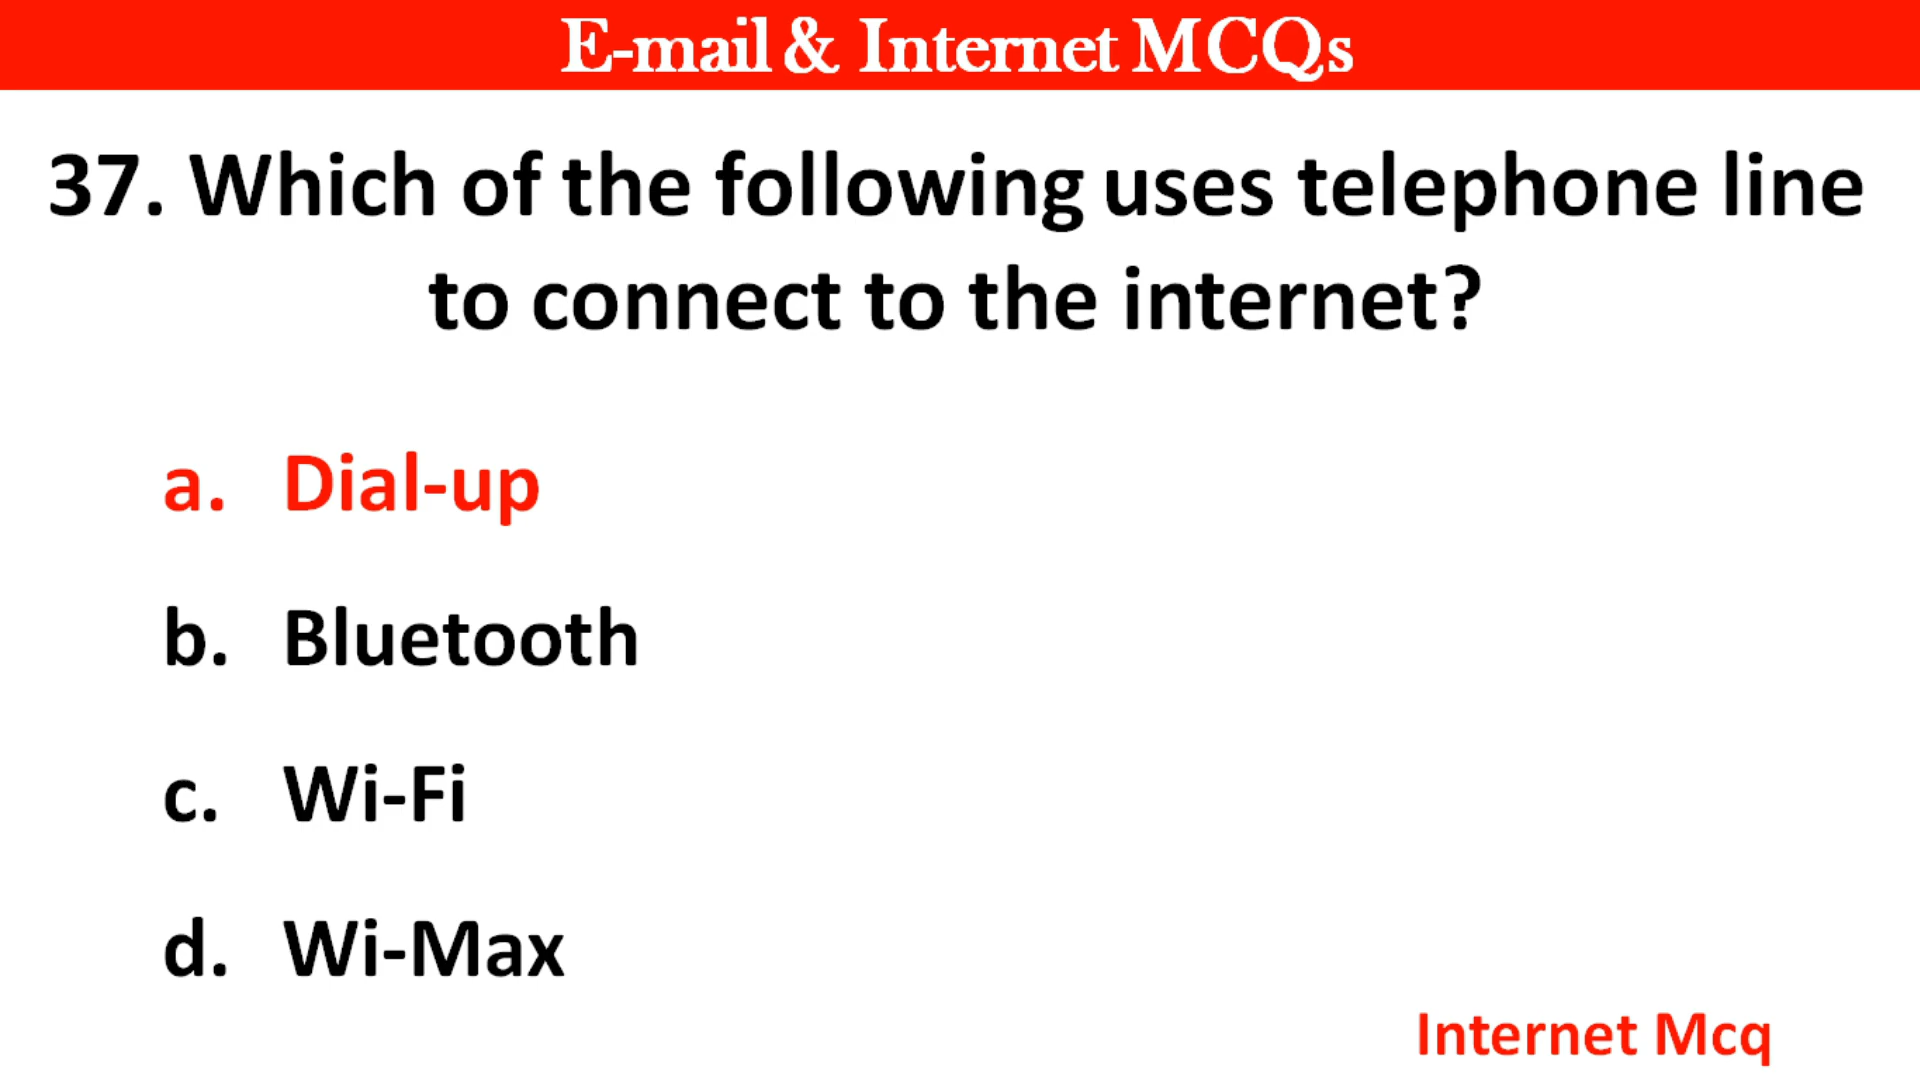 E-mail & Internet MCQs
37. Which of the following uses telephone line
to connect to the internet?
a. Dial-up
b. Bluetooth
c. Wi-Fi
d. Wi-Max
Internet Mcq